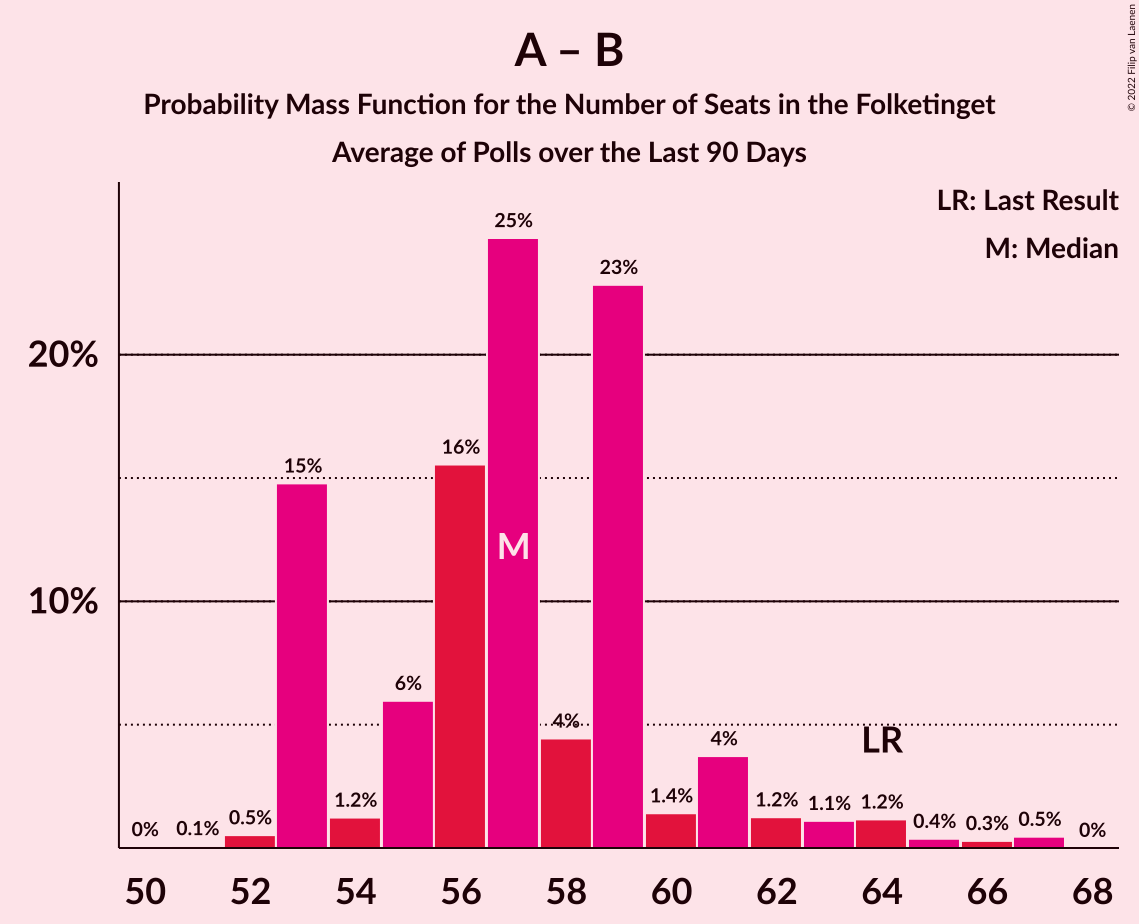 A – B
Probability Mass Function for the Number of Seats in the Folketinget
Average of Polls over the Last 90 Days
© 2022 Filip van Laenen
LR: Last Result
M: Median
20%
10%
0%
0.1%
0.5%
15%
1.2%
6%
16%
25%
4%
23%
1.4%
4%
1.2%
1.1%
1.2%
0.4%
0.3%
0.5%
0%
M
LR
50 52 54 56 58 60 62 64 66 68